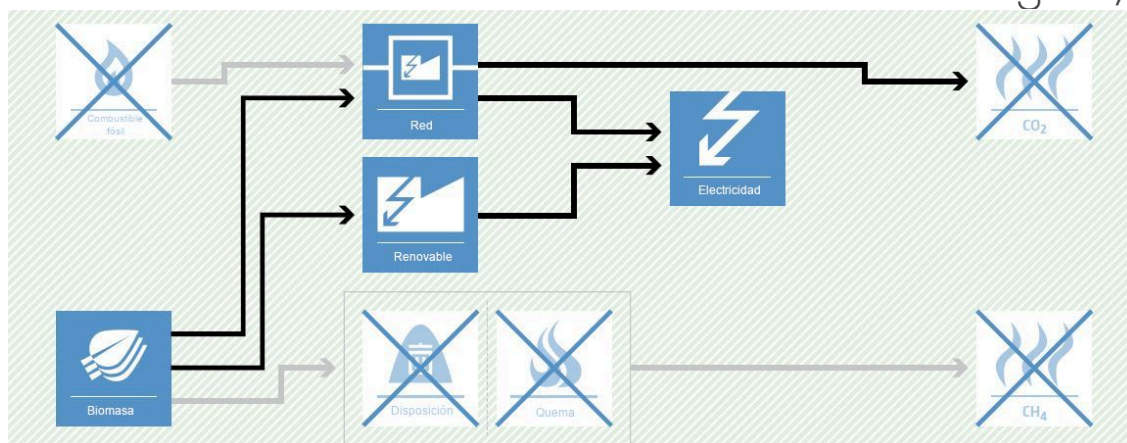 Combustible
fósil
Red
CO₂
Electricidad
Renovable
Biomasa
Disposición
Quema
CH₄